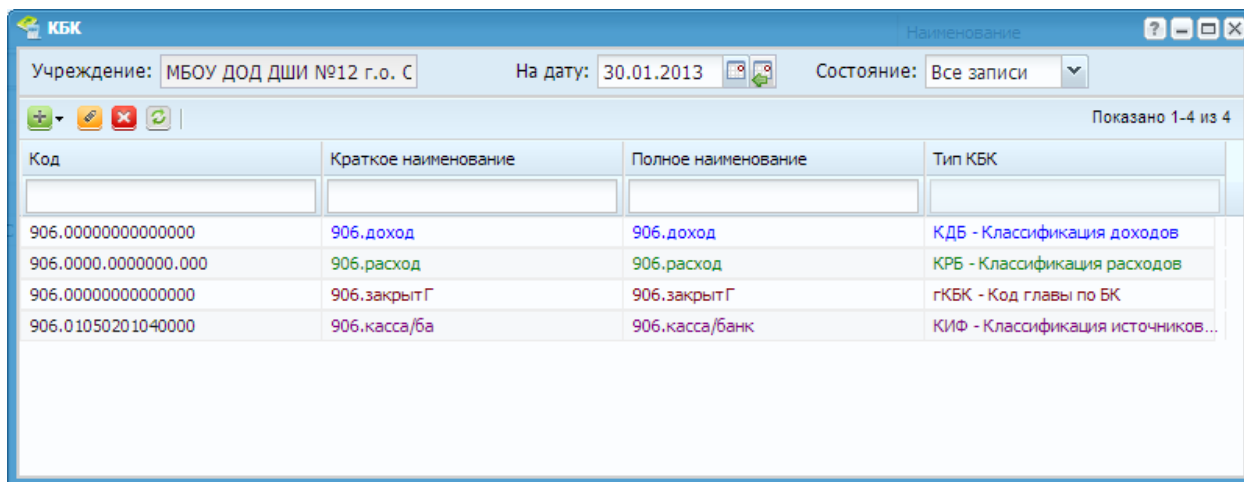 КБК
Наименование
Учреждение: МБОУ ДОД ДШИ №12 г.о. С На дату: 30.01.2013 Состояние: Все записи
Показано 1-4 из 4
Код Краткое наименование Полное наименование Тип КБК
906.00000000000000 906.доход 906.доход КДБ - Классификация доходов
906.0000.0000000.000 906.расход 906.расход КРБ - Классификация расходов
906.00000000000000 906.закрытГ 906.закрытГ гКБК - Код главы по БК
906.01050201040000 906.касса/ба 906.касса/банк КИФ - Классификация источников...